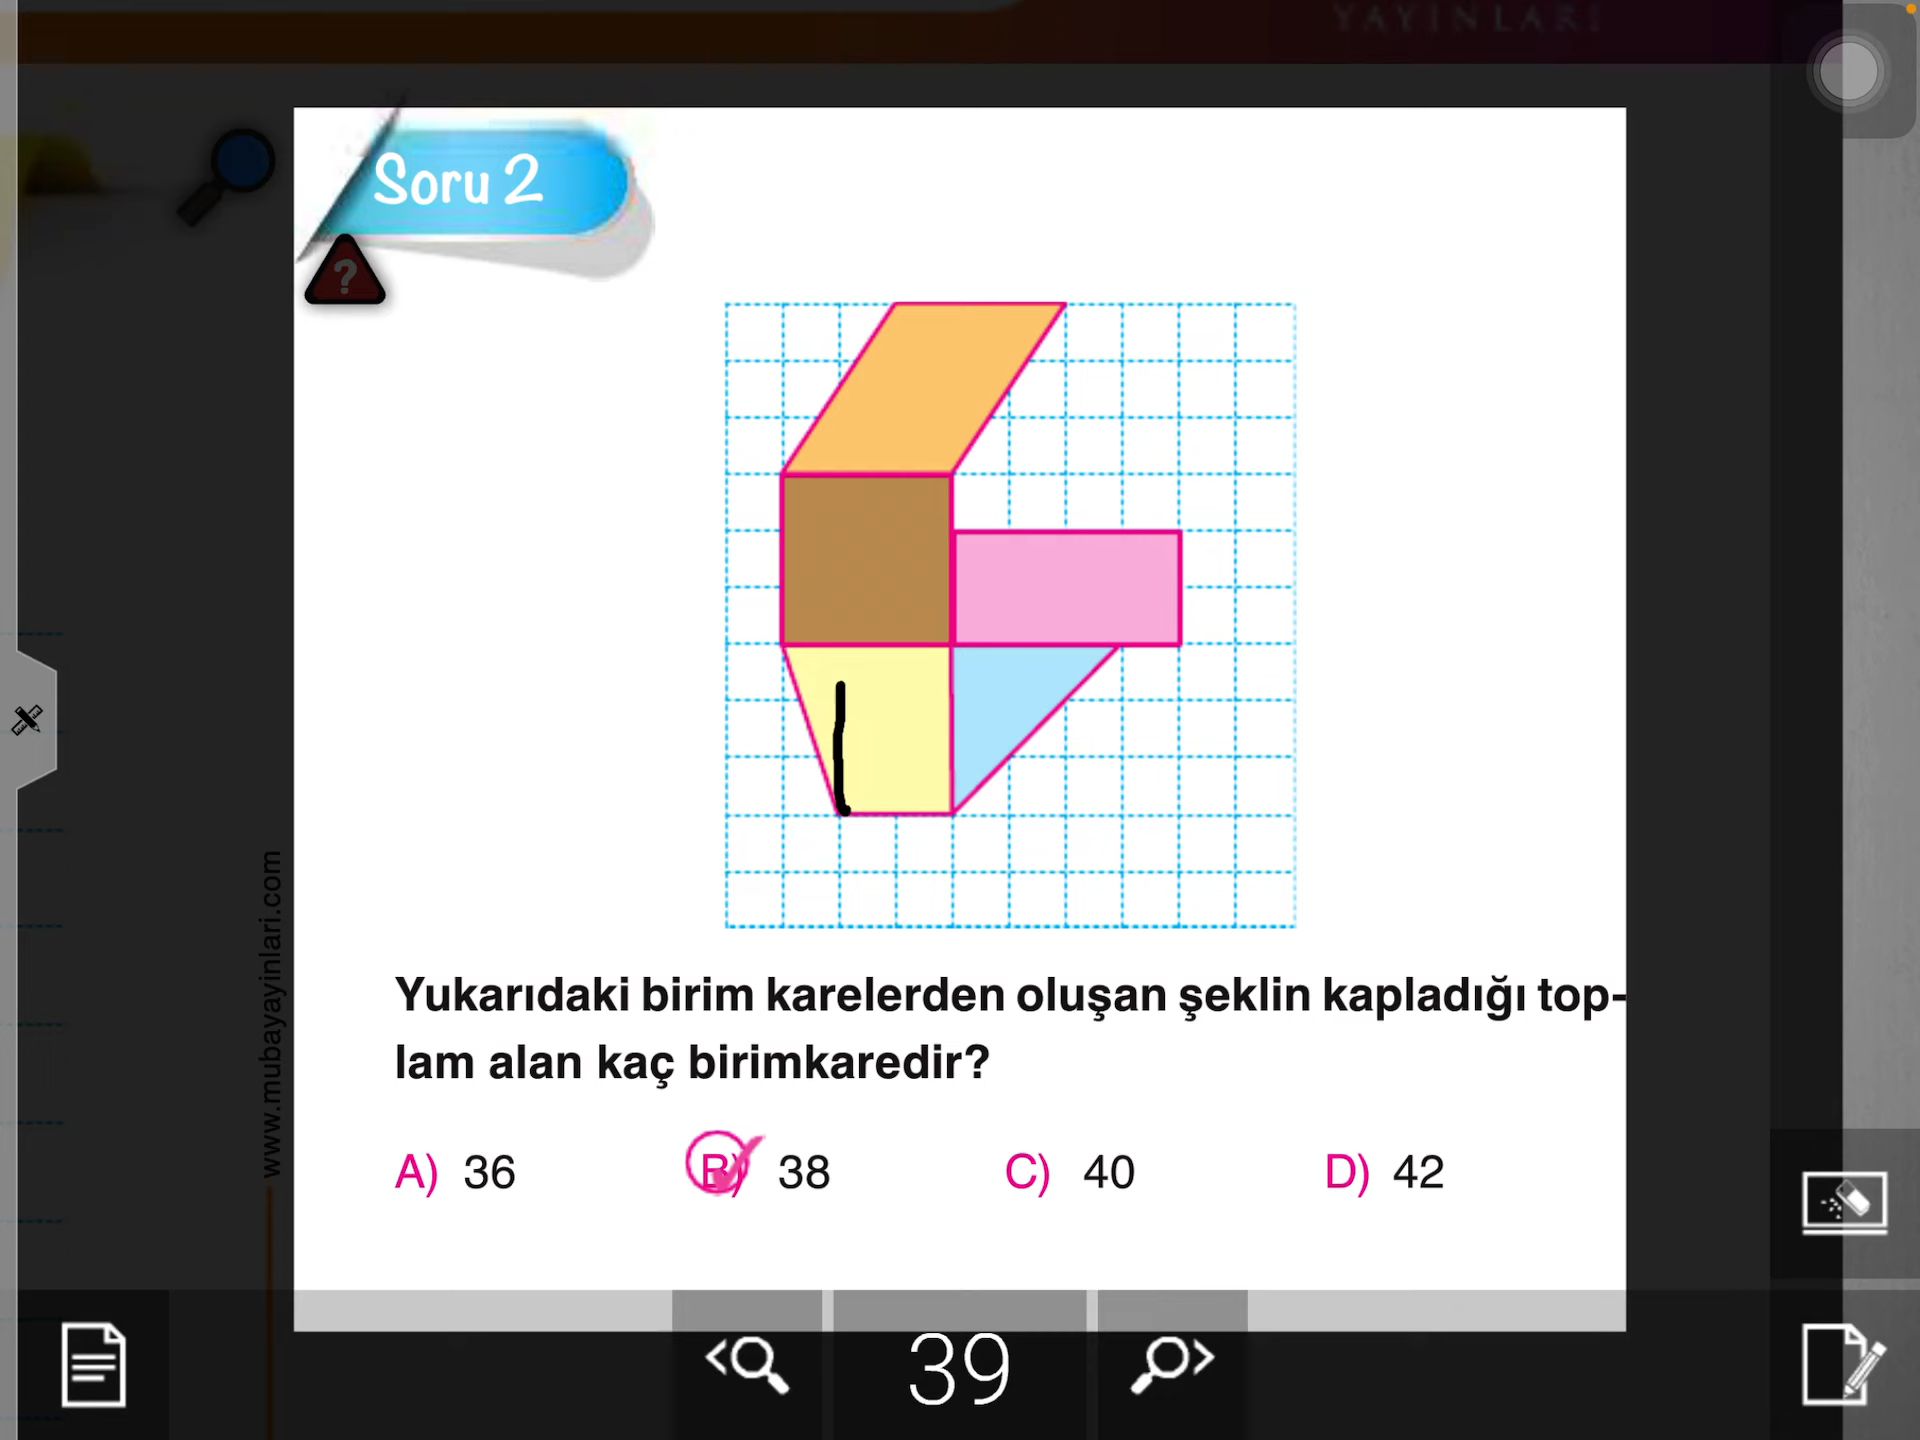 YAYINLARI
Soru 2
?
www.mubayayinlari.com
Yukarıdaki birim karelerden oluşan şeklin kapladığı top-
lam alan kaç birimkaredir?
A) 36 B) 38 C) 40 D) 42
39